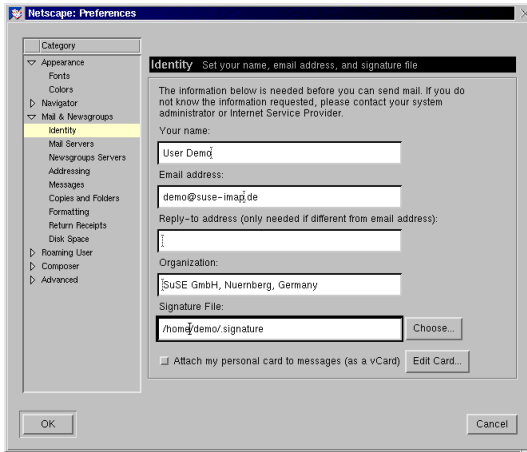 Netscape: Preferences
Category
Appearance
Fonts
Colors
Navigator
Mail & Newsgroups
Identity
Mail Servers
Newsgroups Servers
Addressing
Messages
Copies and Folders
Formatting
Return Receipts
Disk Space
Roaming User
Composer
Advanced
Identity Set your name, email address, and signature file
The information below is needed before you can send mail. If you do
not know the information requested, please contact your system
administrator or Internet Service Provider.
Your name:
User Demo
Email address:
demo@suse-imap.de
Reply-to address (only needed if different from email address):
Organization:
SuSE GmbH, Nuernberg, Germany
Signature File:
/home/demo/.signature
Choose...
Attach my personal card to messages (as a vCard)
Edit Card...
OK
Cancel